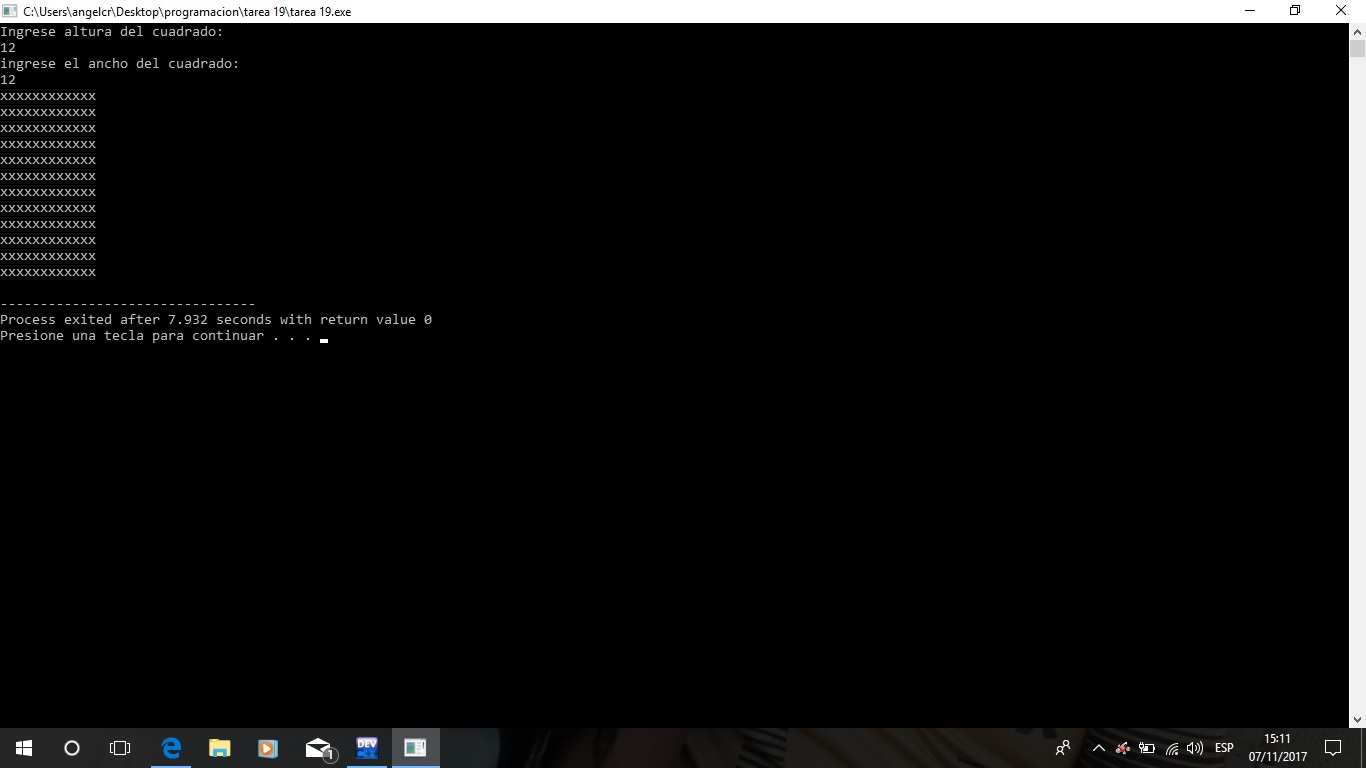 C:\Users\angelcr\Desktop\programacion\tarea 19\tarea 19.exe
Ingrese altura del cuadrado:
12
ingrese el ancho del cuadrado:
12
xxxxxxxxxxxx
xxxxxxxxxxxx
xxxxxxxxxxxx
xxxxxxxxxxxx
xxxxxxxxxxxx
xxxxxxxxxxxx
xxxxxxxxxxxx
xxxxxxxxxxxx
xxxxxxxxxxxx
xxxxxxxxxxxx
xxxxxxxxxxxx
xxxxxxxxxxxx
--------------------------------
Process exited after 7.932 seconds with return value 0
Presione una tecla para continuar . . .
1
DEV
ESP
15:11
07/11/2017